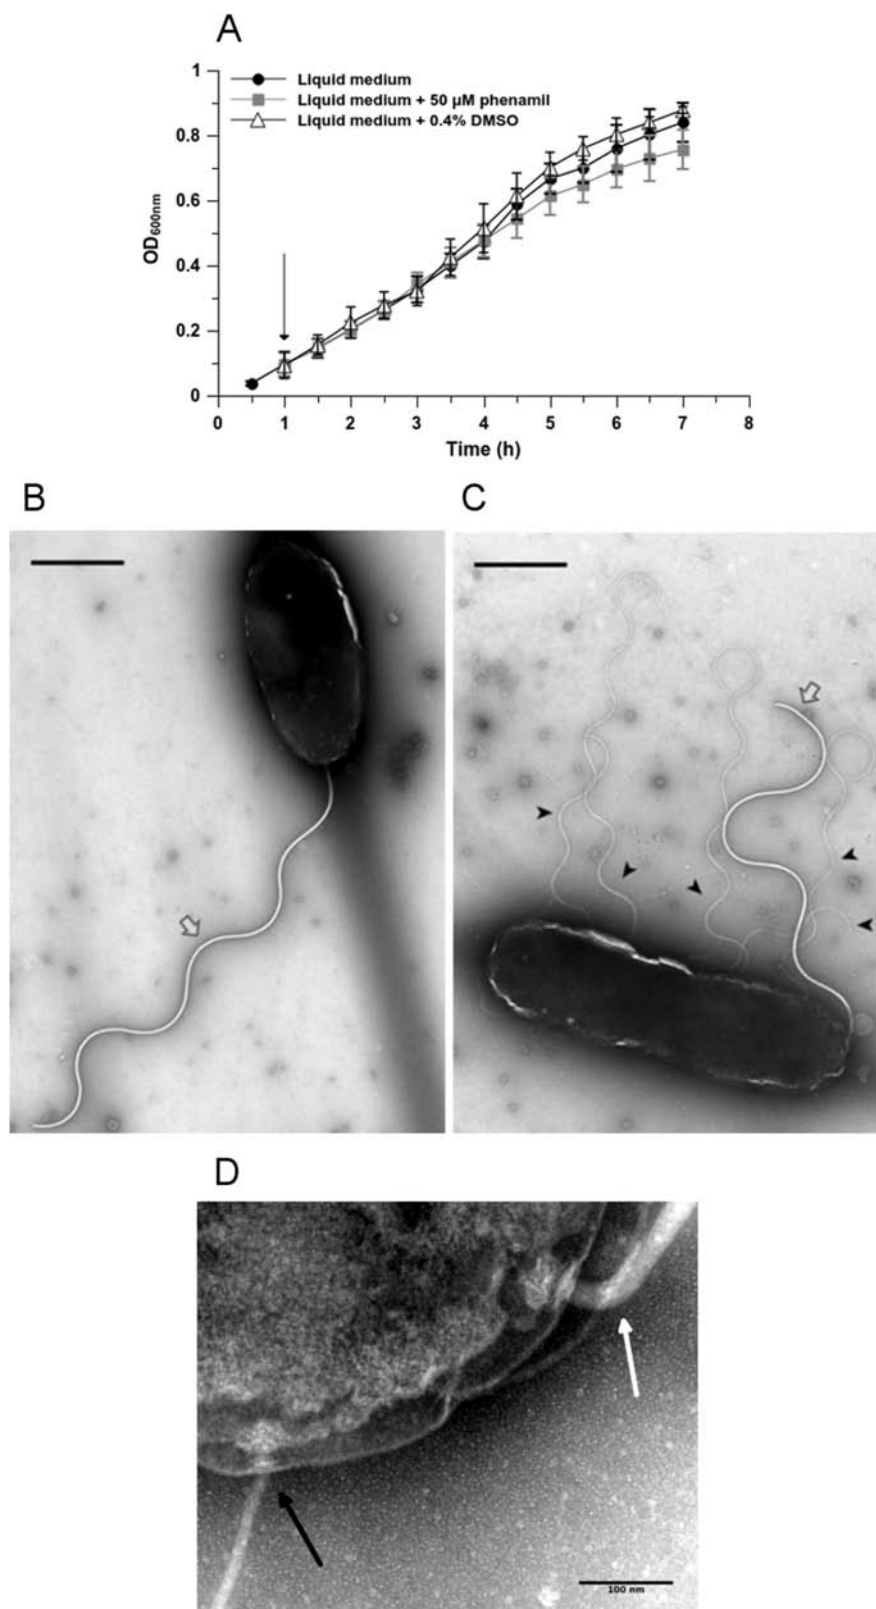 A
1
0.8
0.6
0.4
0.2
0
OD600nm
Liquid medium
Liquid medium + 50 µM phenamil
Liquid medium + 0.4% DMSO
0 1 2 3 4 5 6 7 8
Time (h)
B
C
D
100 nm